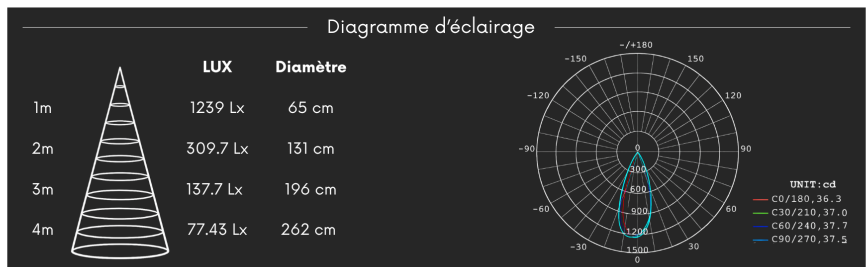 Diagramme d'éclairage
LUX Diamètre
1m 1239 Lx 65 cm
2m 309.7 Lx 131 cm
3m 137.7 Lx 196 cm
4m 77.43 Lx 262 cm
-/+180
-150 150
-120 120
-90 90
-60 60
-30 30
0
0
300
600
900
1200
1500
UNIT:cd
C0/180,36.3
C30/210,37.0
C60/240,37.7
C90/270,37.5